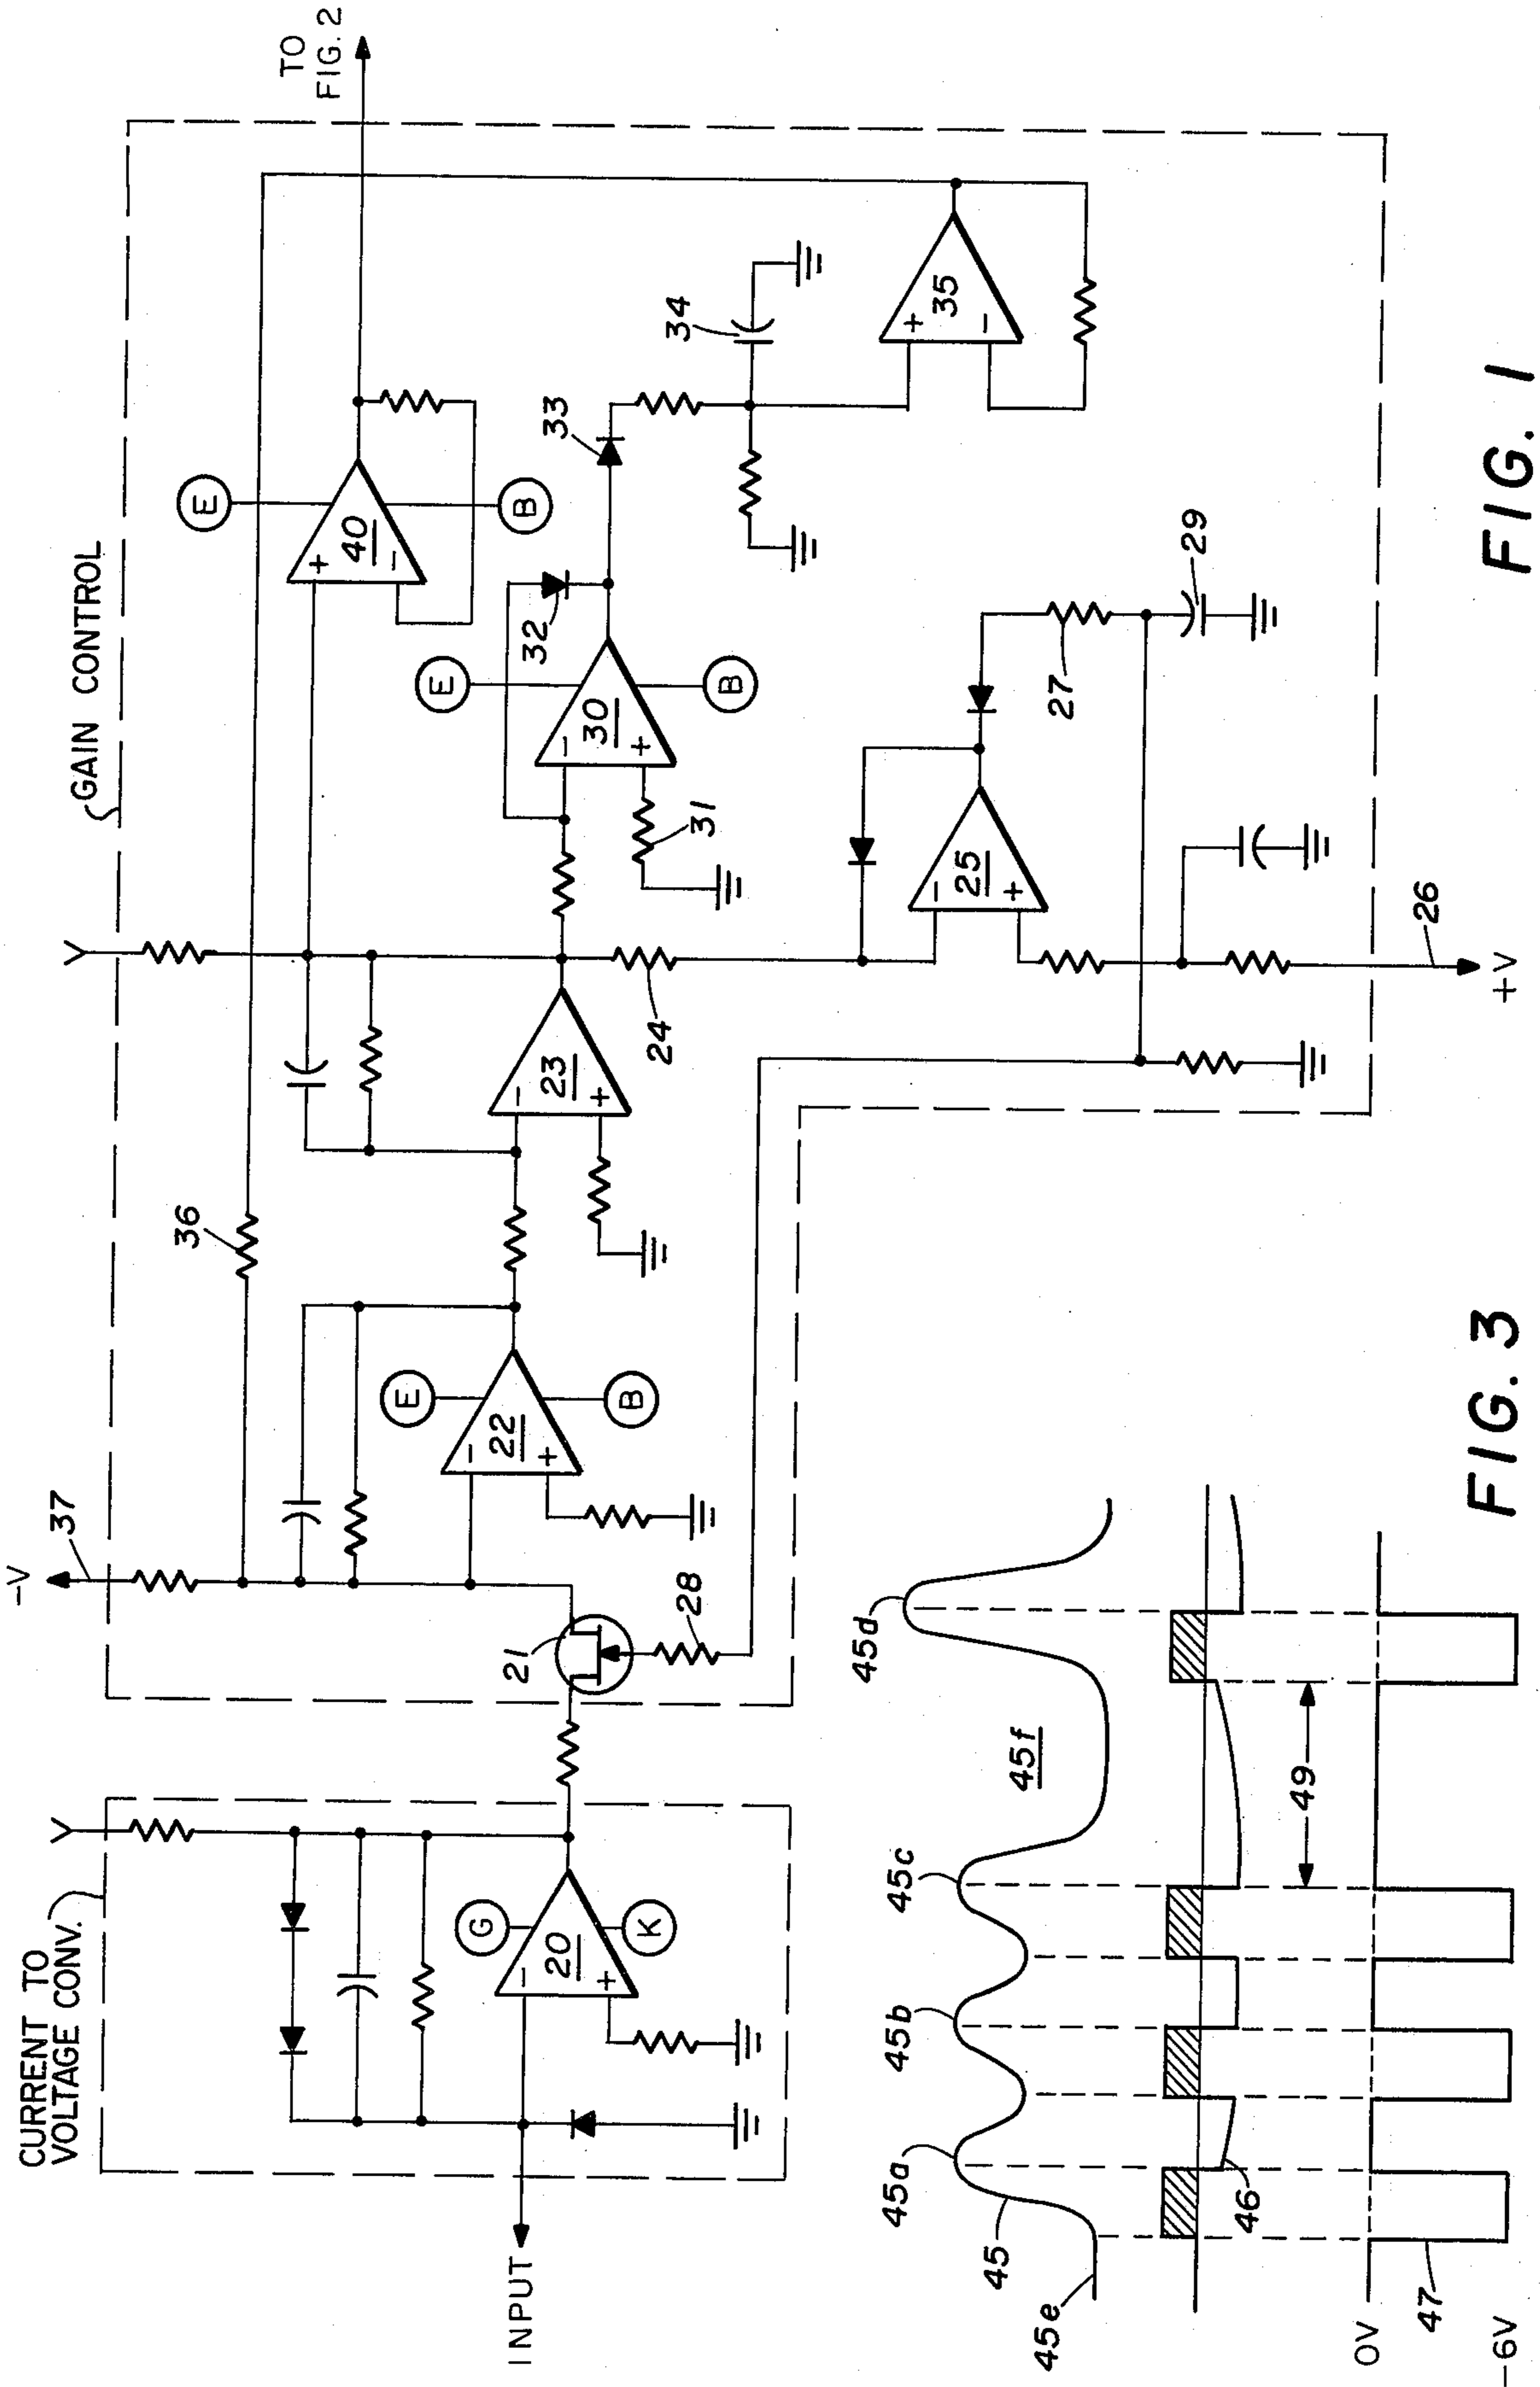 CURRENT TO
VOLTAGE CONV.
GAIN CONTROL
TO
FIG. 2
-V
37
36
E
40
+
-
B
E
22
-
+
B
23
-
+
E
30
-
+
B
32
33
31
34
35
+
-
G
20
-
+
K
INPUT
21
28
24
25
-
+
27
29
26
+V
FIG. 1
45
45a
45b
45c
45d
45e
45f
46
49
0V
47
-6V
FIG. 3